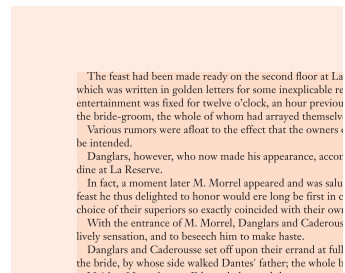 The feast had been made ready on the second floor at La
which was written in golden letters for some inexplicable re
entertainment was fixed for twelve o'clock, an hour previou
the bride-groom, the whole of whom had arrayed themselv
Various rumors were afloat to the effect that the owners o
be intended.
Danglars, however, who now made his appearance, accor
dine at La Reserve.
In fact, a moment later M. Morrel appeared and was salu
feast he thus delighted to honor would ere long be first in c
choice of their superiors so exactly coincided with their own
With the entrance of M. Morrel, Danglars and Caderous
lively sensation, and to beseech him to make haste.
Danglars and Caderousse set off upon their errand at full
the bride, by whose side walked Dantes' father; the whole b